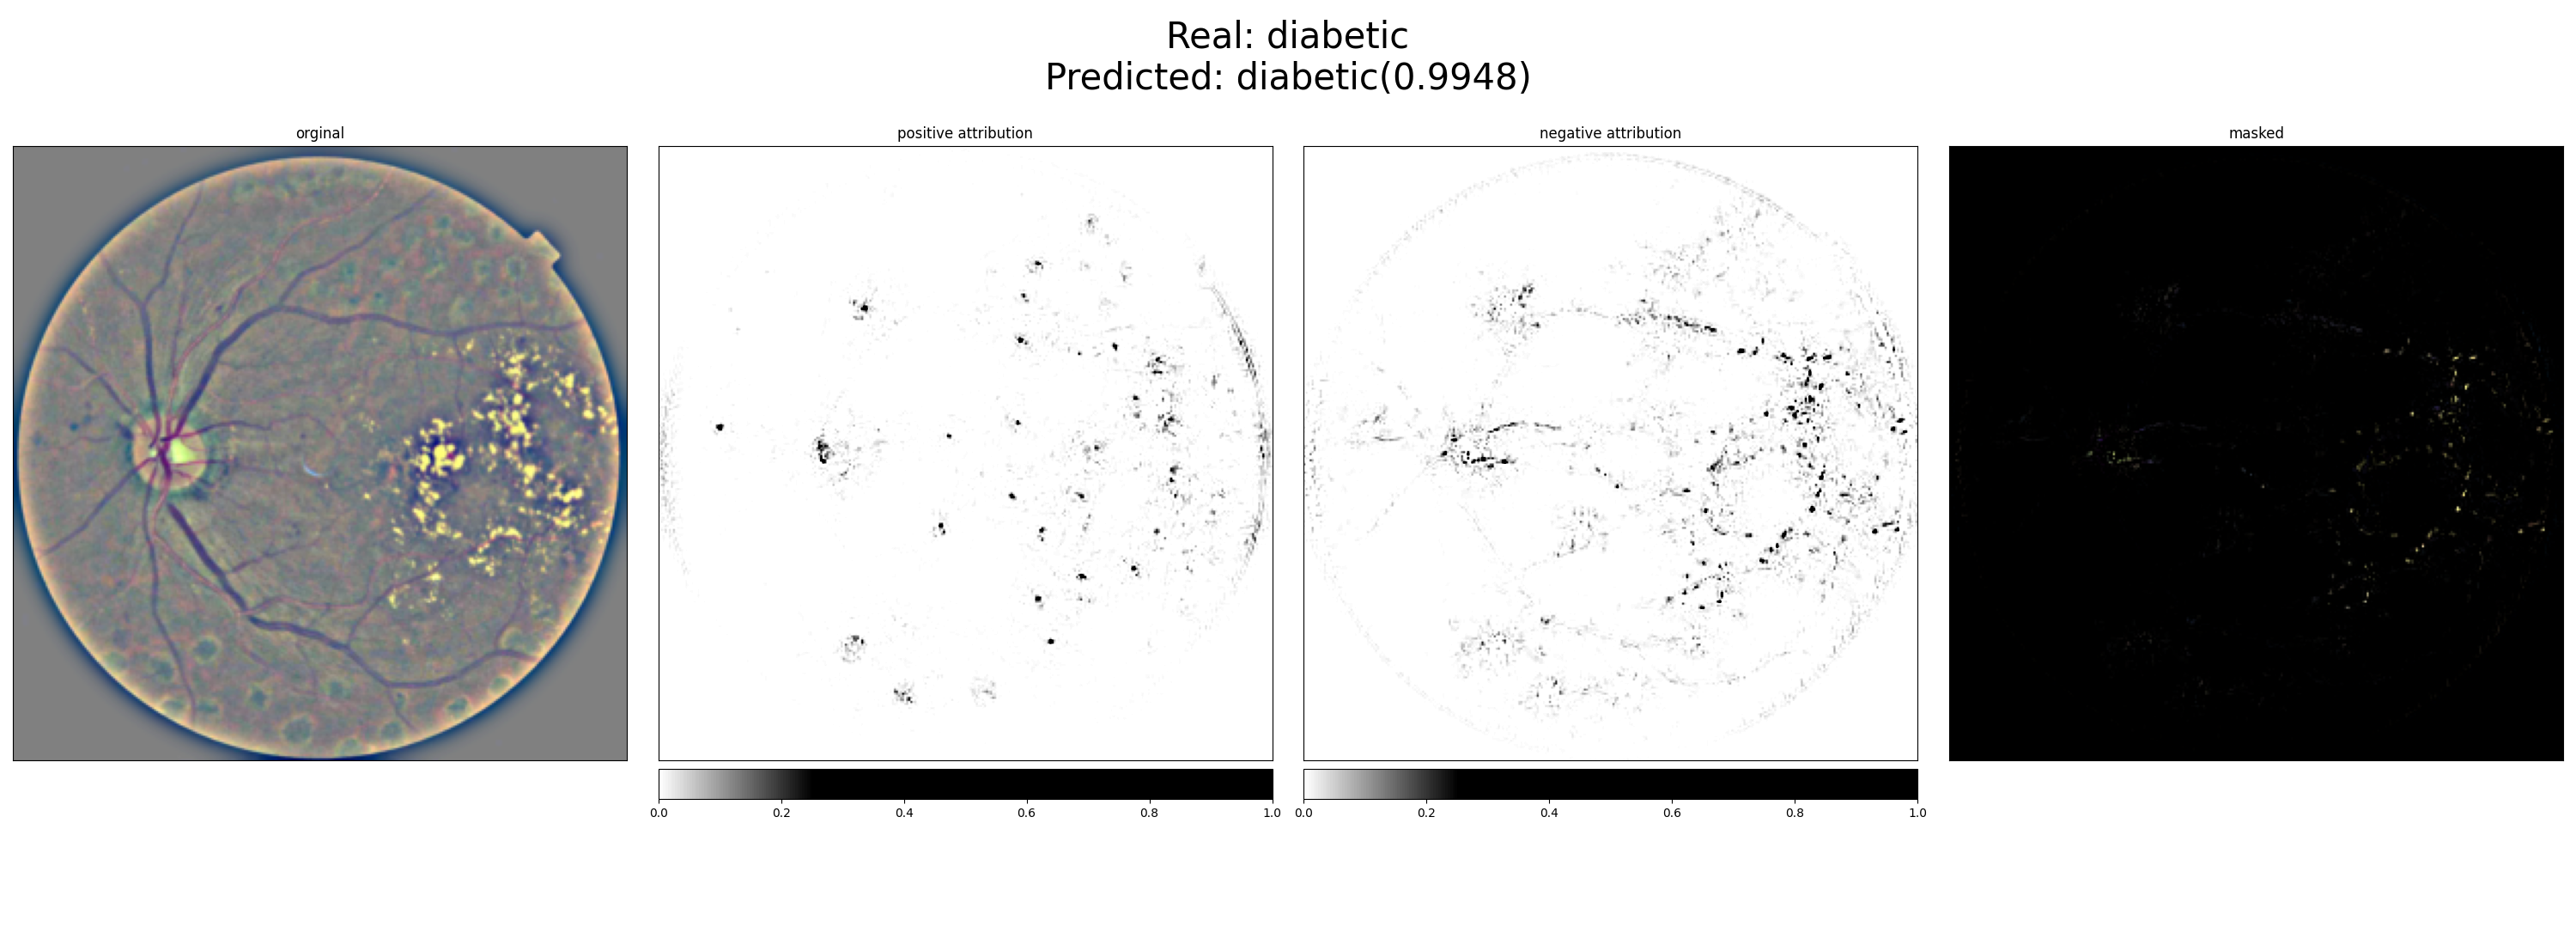 Real: diabetic
Predicted: diabetic(0.9948)
orginal
positive attribution
negative attribution
masked
0.0 0.2 0.4 0.6 0.8 1.0
0.0 0.2 0.4 0.6 0.8 1.0